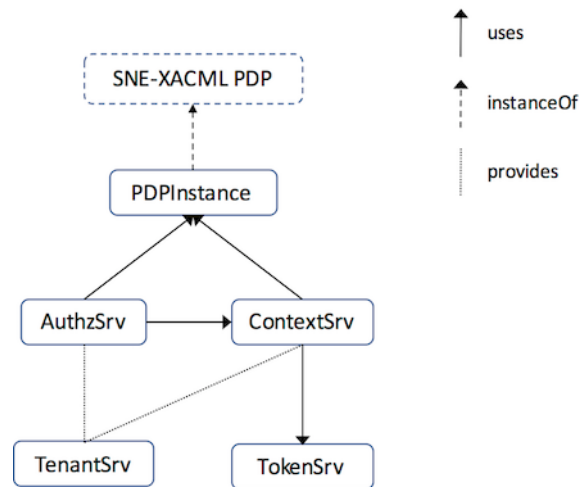 SNE-XACML PDP
uses
instanceOf
provides
PDPInstance
AuthzSrv
ContextSrv
TenantSrv
TokenSrv